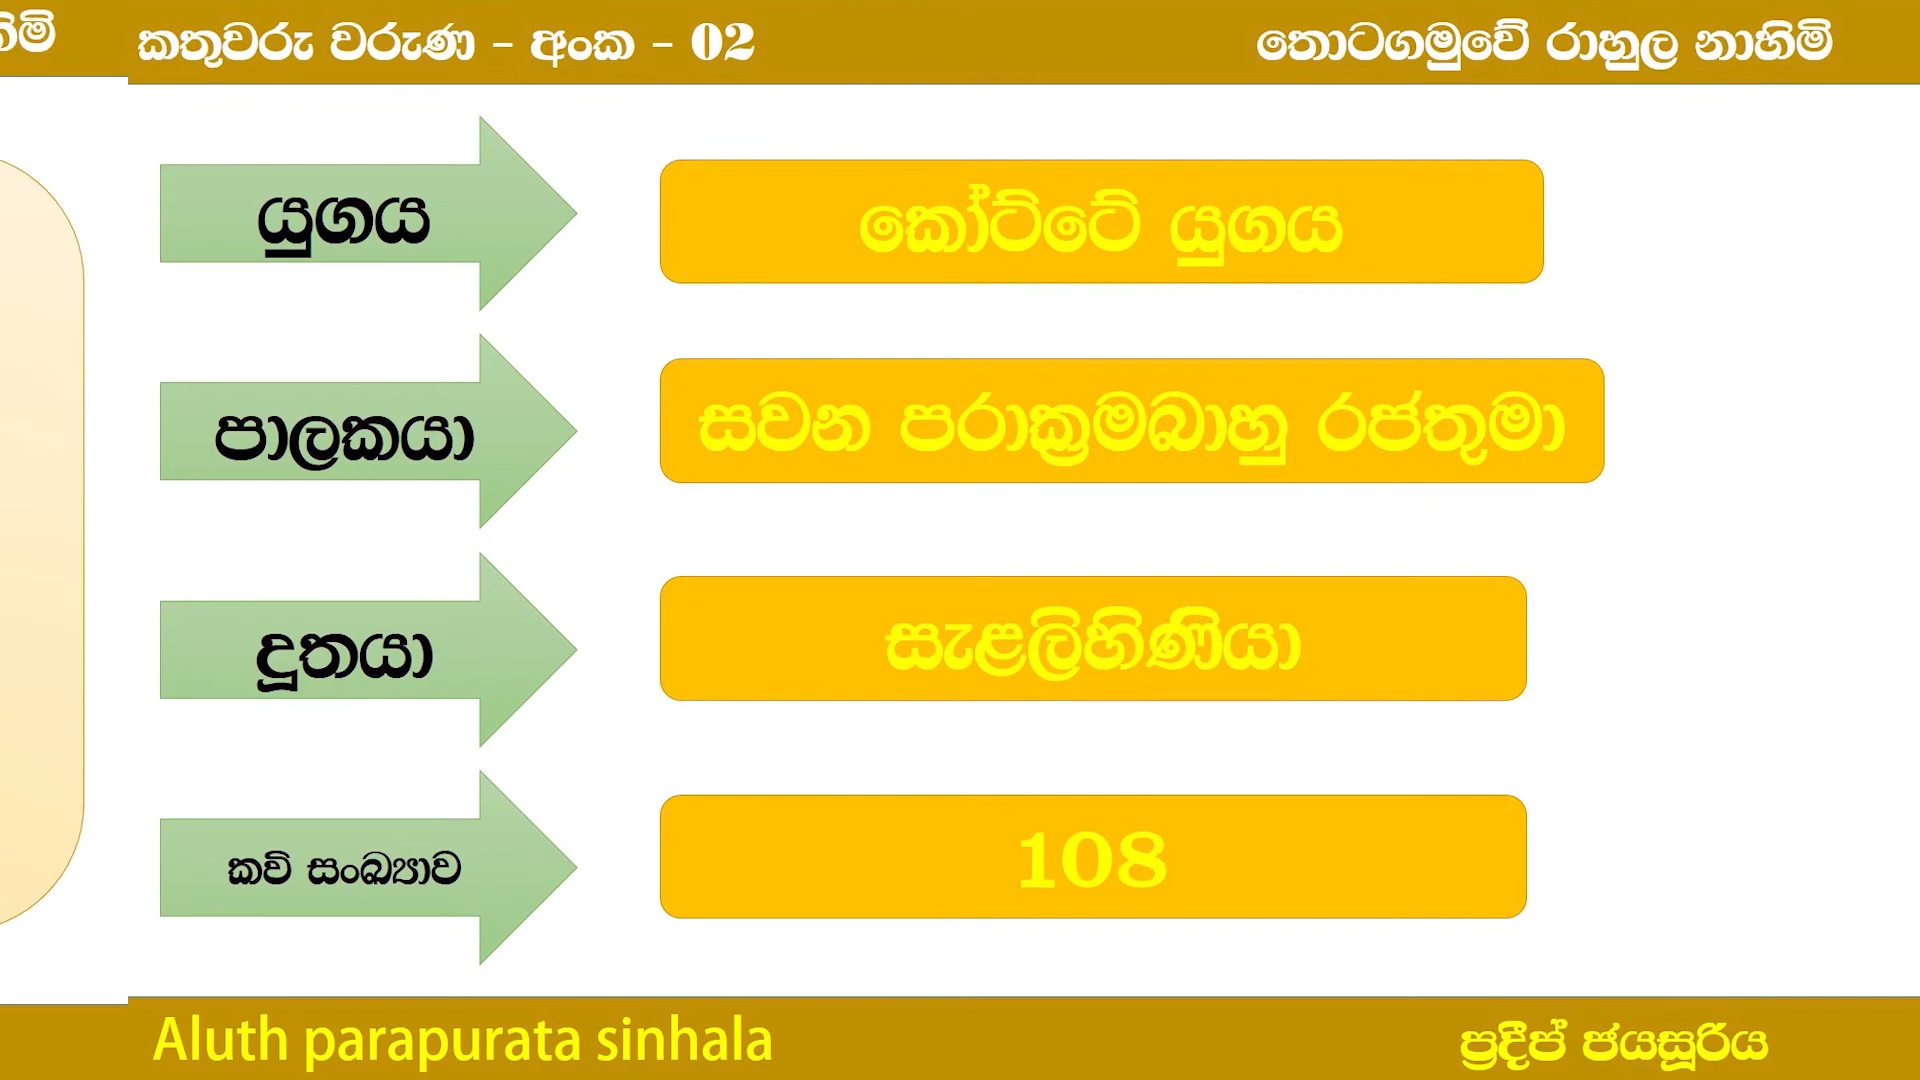 හිමි
කතුවරු වරුණ - අංක - 02
තොටගමුවේ රාහුල නාහිමි
යුගය
කෝට්ටේ යුගය
පාලකයා
සවන පරාක්‍රමබාහු රජතුමා
දූතයා
සැළලිහිණියා
කවි සංඛ්‍යාව
108
Aluth parapurata sinhala
ප්‍රදීප් ජයසූරිය